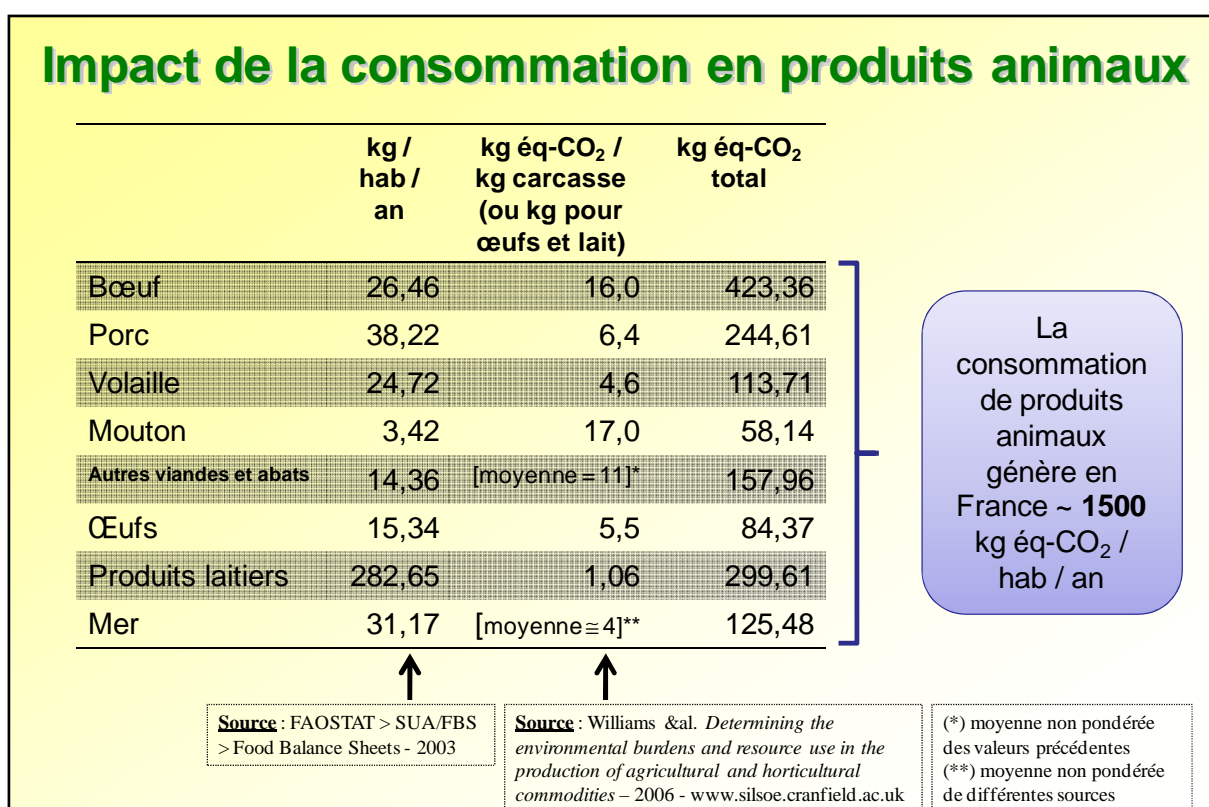 Impact de la consommation en produits animaux
kg / hab / an
kg éq-CO₂ / kg carcasse (ou kg pour œufs et lait)
kg éq-CO₂ total
Bœuf 26,46 16,0 423,36
Porc 38,22 6,4 244,61
Volaille 24,72 4,6 113,71
Mouton 3,42 17,0 58,14
Autres viandes et abats 14,36 [moyenne = 11]* 157,96
Œufs 15,34 5,5 84,37
Produits laitiers 282,65 1,06 299,61
Mer 31,17 [moyenne ≅ 4]** 125,48
La
consommation
de produits
animaux
génère en
France ~ 1500
kg éq-CO₂ /
hab / an
Source : FAOSTAT > SUA/FBS
> Food Balance Sheets - 2003
Source : Williams &al. Determining the
environmental burdens and resource use in the
production of agricultural and horticultural
commodities – 2006 - www.silsoe.cranfield.ac.uk
(*) moyenne non pondérée
des valeurs précédentes
(**) moyenne non pondérée
de différentes sources